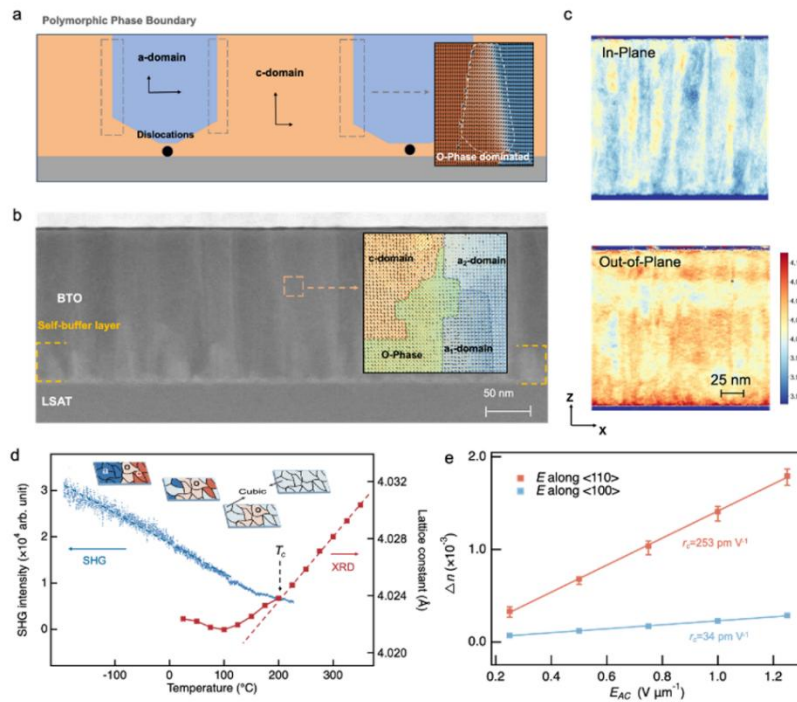 a
Polymorphic Phase Boundary
a-domain
c-domain
Dislocations
O-Phase dominated
b
c-domain
a₂-domain
BTO
Self-buffer layer
O-Phase
a₁-domain
LSAT
50 nm
c
In-Plane
Out-of-Plane
25 nm
z
x
d
SHG intensity (×10⁴ arb. unit)
3
2
1
0
SHG
Cubic
Tc
XRD
4.032
4.028
4.024
4.020
Lattice constant (Å)
-100 0 100 200 300
Temperature (°C)
e
Δn (×10⁻³)
2.0
1.0
0.0
E along <110>
E along <100>
rc=253 pm V⁻¹
rc=34 pm V⁻¹
0.2 0.4 0.6 0.8 1.0 1.2
EAC (V μm⁻¹)